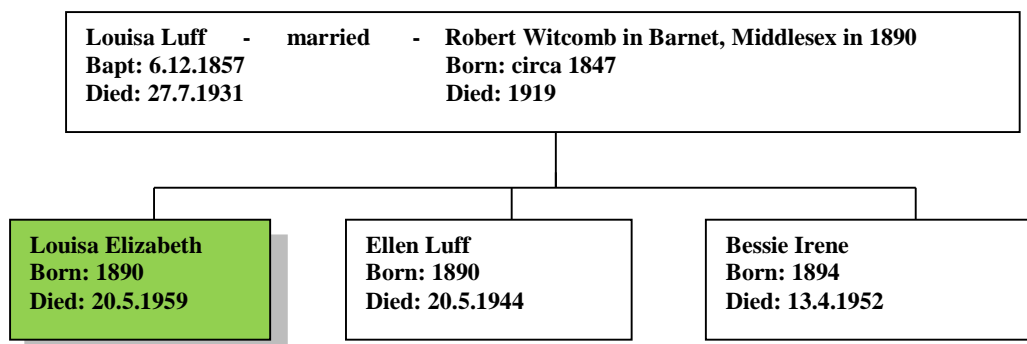 Louisa Luff - married - Robert Witcomb in Barnet, Middlesex in 1890
Bapt: 6.12.1857 Born: circa 1847
Died: 27.7.1931 Died: 1919
Louisa Elizabeth
Born: 1890
Died: 20.5.1959
Ellen Luff
Born: 1890
Died: 20.5.1944
Bessie Irene
Born: 1894
Died: 13.4.1952